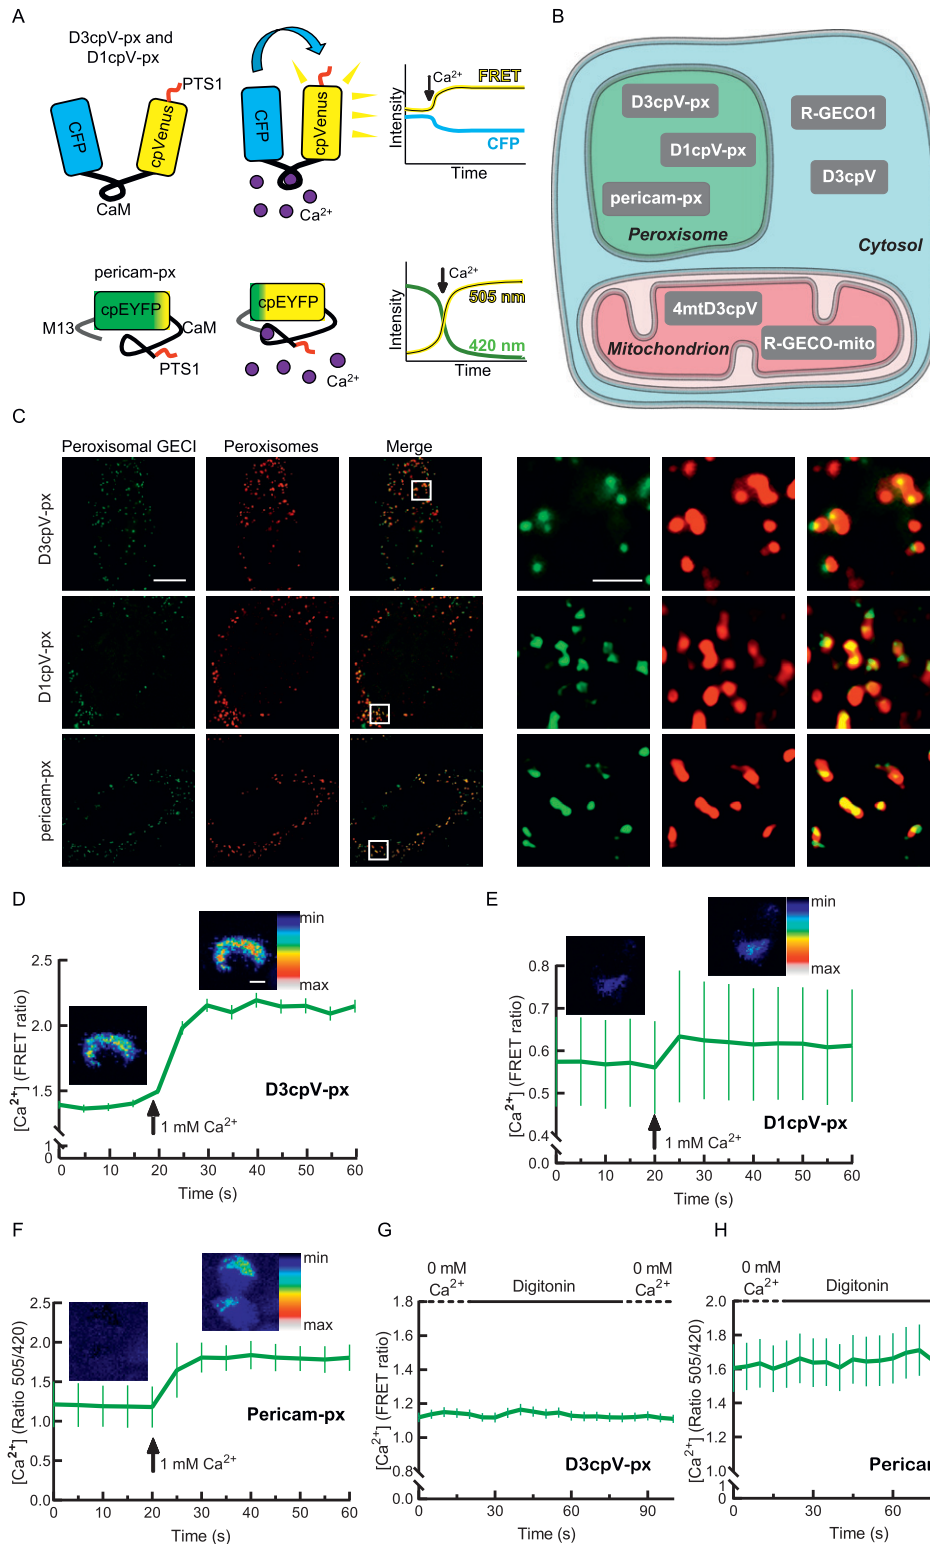 A
D3cpV-px and
D1cpV-px
PTS1
CFP
cpVenus
CaM
CFP
cpVenus
Ca²⁺
Intensity
Ca²⁺
FRET
CFP
Time
pericam-px
cpEYFP
M13
CaM
PTS1
cpEYFP
Ca²⁺
Intensity
Ca²⁺
505 nm
420 nm
Time
B
D3cpV-px
D1cpV-px
pericam-px
Peroxisome
R-GECO1
D3cpV
Cytosol
4mtD3cpV
R-GECO-mito
Mitochondrion
C
Peroxisomal GECI Peroxisomes Merge
D3cpV-px
D1cpV-px
pericam-px
D
min
max
[Ca²⁺] (FRET ratio)
2.5
2.0
1.5
1
0
1 mM Ca²⁺
D3cpV-px
0 10 20 30 40 50 60
Time (s)
E
min
max
[Ca²⁺] (FRET ratio)
0.8
0.7
0.6
0.5
0.4
0.0
1 mM Ca²⁺
D1cpV-px
0 10 20 30 40 50 60
Time (s)
F
min
max
[Ca²⁺] (Ratio 505/420)
2.5
2.0
1.5
1.0
0.5
0.0
1 mM Ca²⁺
Pericam-px
0 10 20 30 40 50 60
Time (s)
G
0 mM
Ca²⁺
Digitonin
0 mM
Ca²⁺
[Ca²⁺] (FRET ratio)
1.8
1.6
1.4
1.2
1.0
0.8
0.0
D3cpV-px
0 30 60 90
Time (s)
H
0 mM
Ca²⁺
Digitonin
[Ca²⁺] (Ratio 505/420)
2.0
1.8
1.6
1.4
1.2
1.0
1
0
Perica
0 30 60
Time (s)